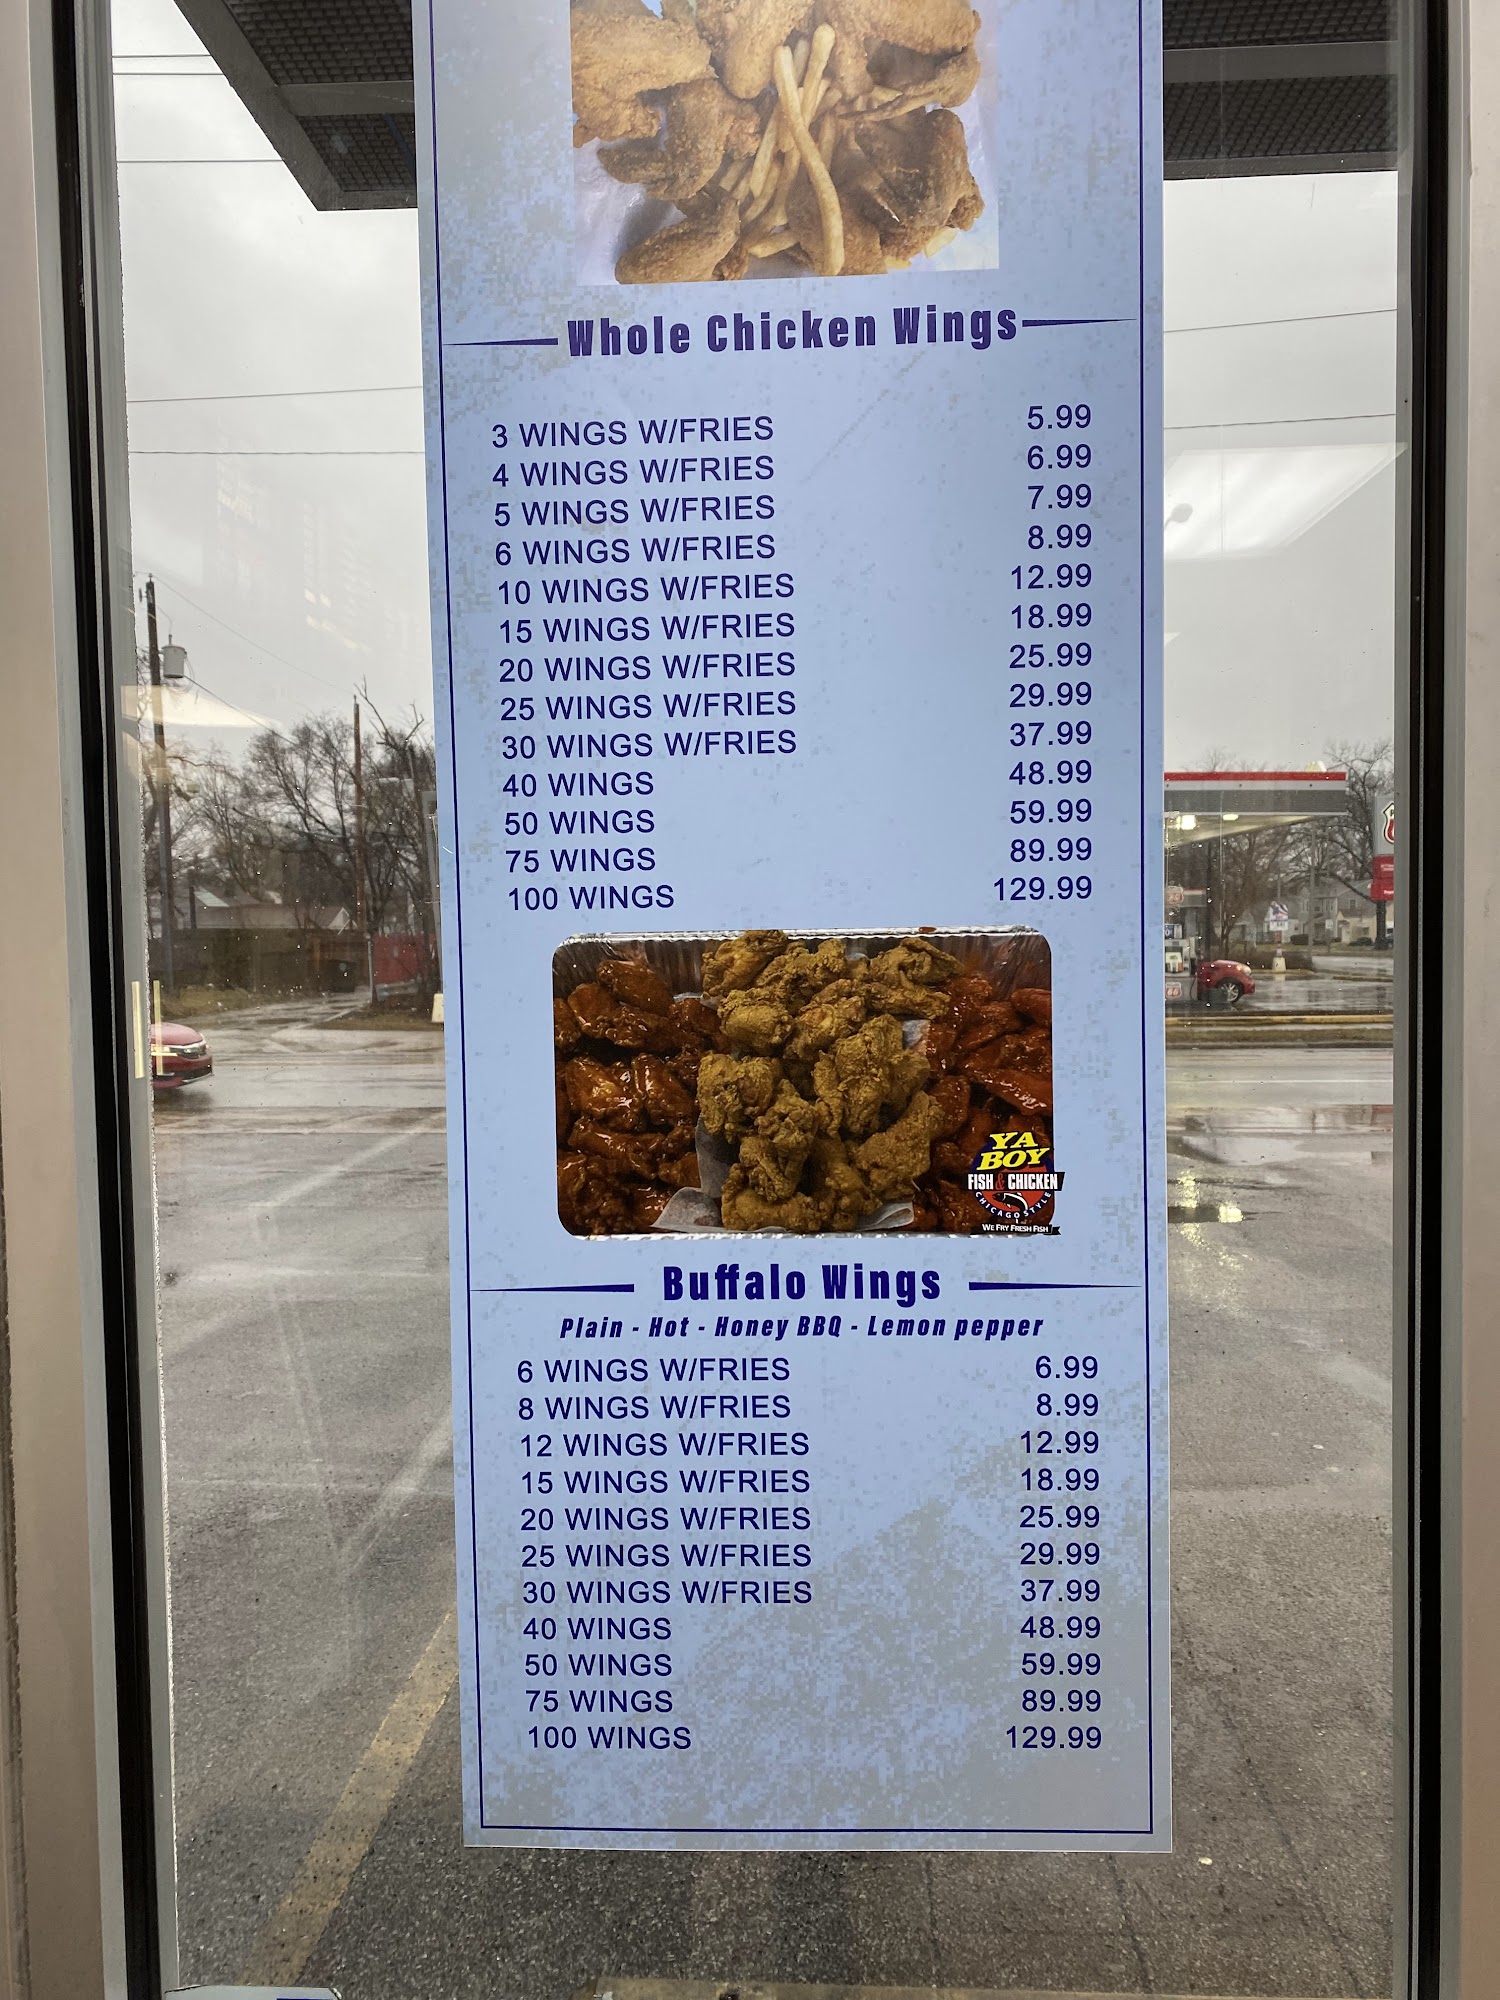 Whole Chicken Wings
3 WINGS W/FRIES 5.99
4 WINGS W/FRIES 6.99
5 WINGS W/FRIES 7.99
6 WINGS W/FRIES 8.99
10 WINGS W/FRIES 12.99
15 WINGS W/FRIES 18.99
20 WINGS W/FRIES 25.99
25 WINGS W/FRIES 29.99
30 WINGS W/FRIES 37.99
40 WINGS 48.99
50 WINGS 59.99
75 WINGS 89.99
100 WINGS 129.99
YA
BOY
FISH & CHICKEN
CHICAGO STYLE
WE FRY FRESH FISH
Buffalo Wings
Plain - Hot - Honey BBQ - Lemon pepper
6 WINGS W/FRIES 6.99
8 WINGS W/FRIES 8.99
12 WINGS W/FRIES 12.99
15 WINGS W/FRIES 18.99
20 WINGS W/FRIES 25.99
25 WINGS W/FRIES 29.99
30 WINGS W/FRIES 37.99
40 WINGS 48.99
50 WINGS 59.99
75 WINGS 89.99
100 WINGS 129.99